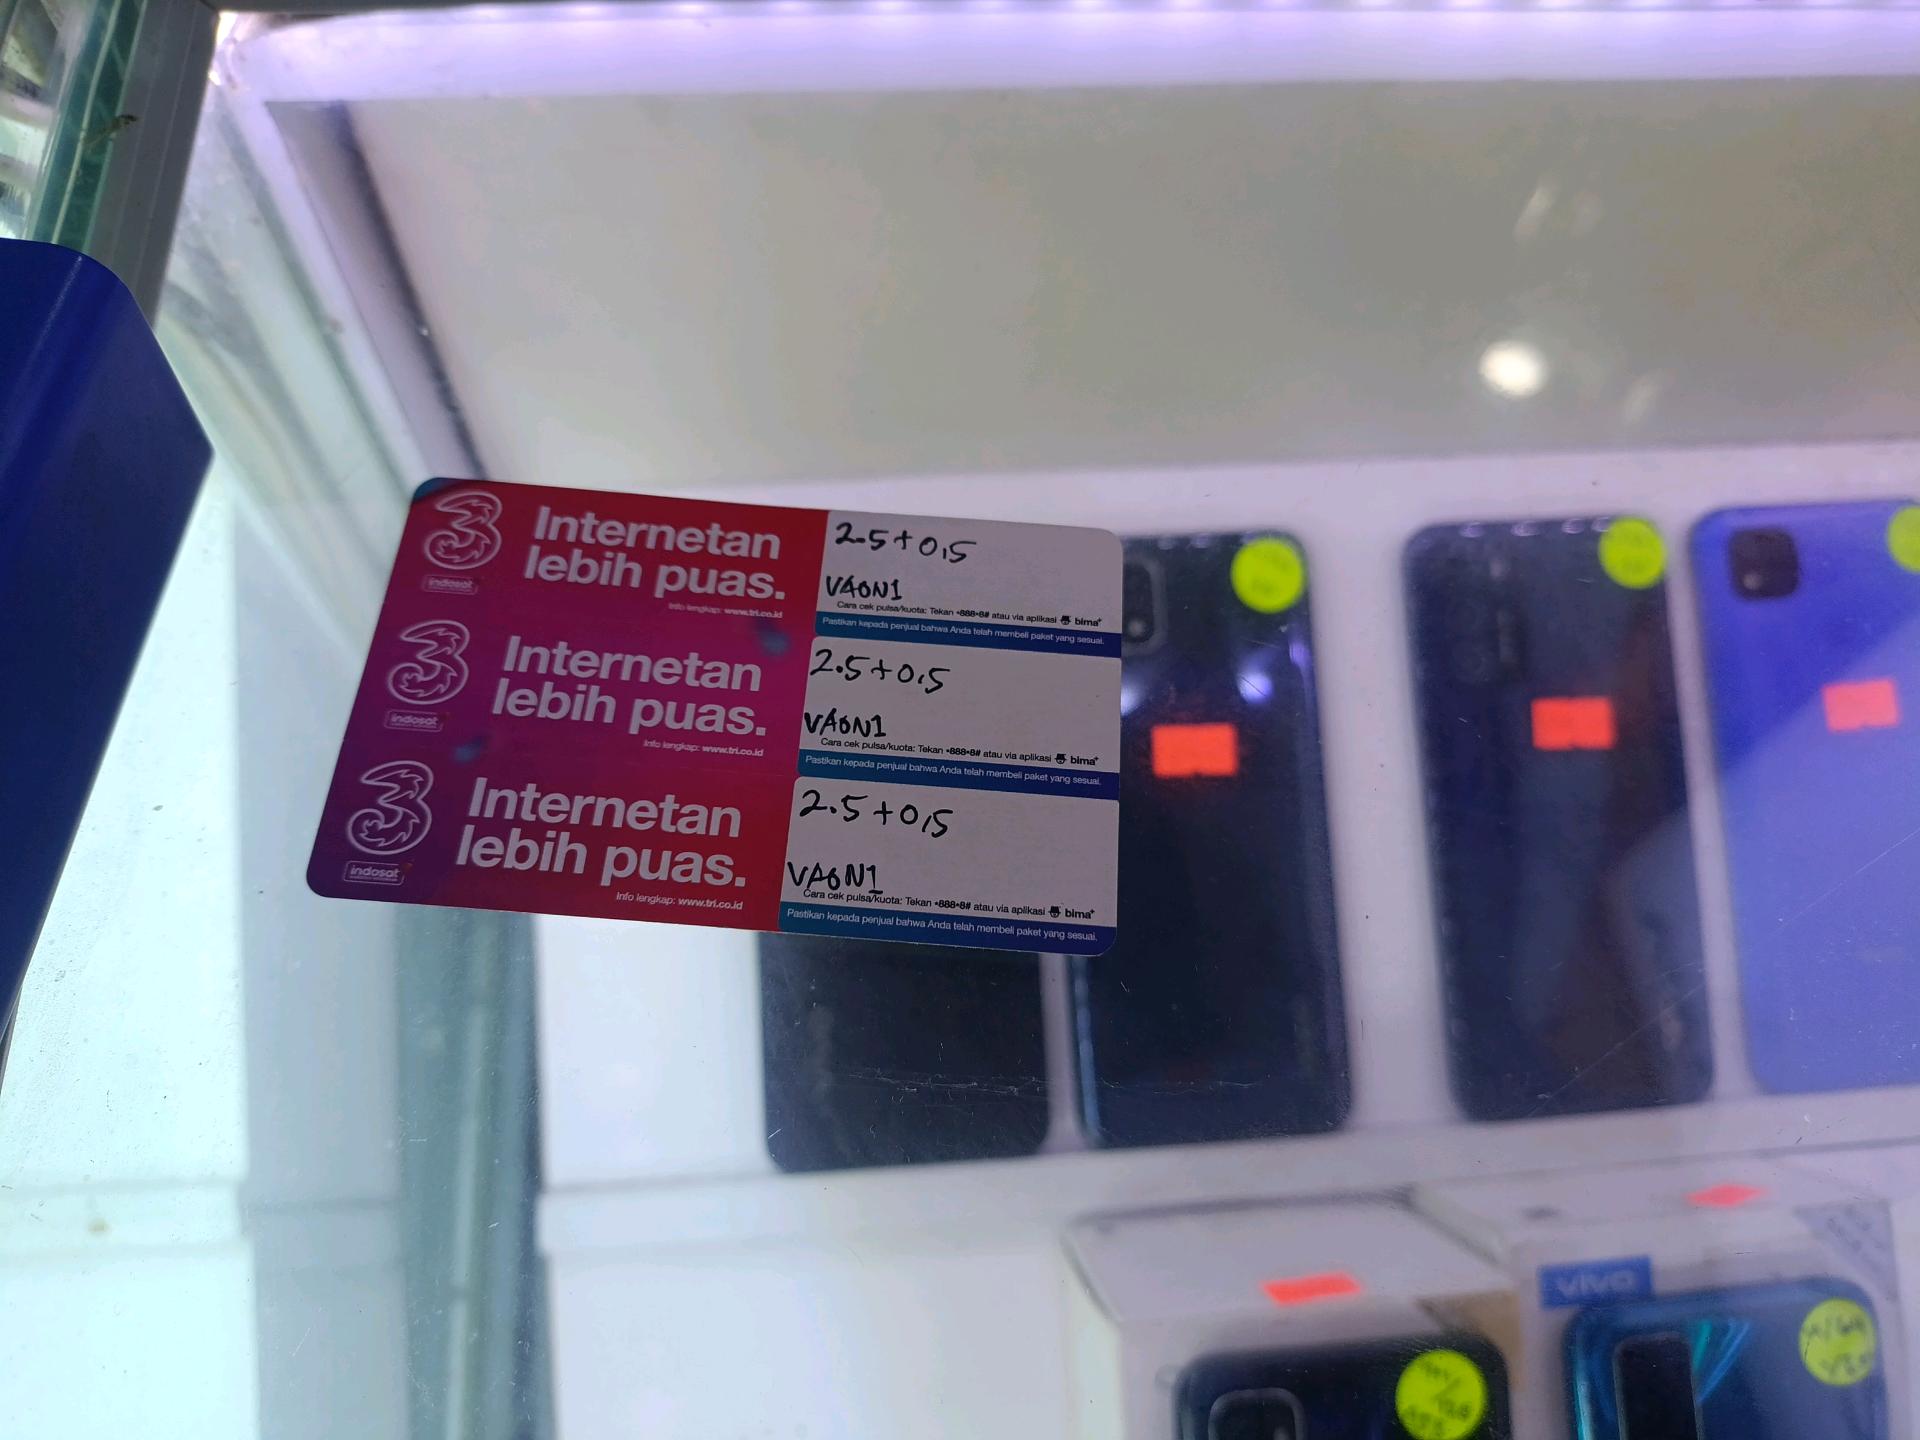 3
indosat
Internetan
lebih puas.
Info lengkap: www.tri.co.id
2.5+0,5
VAON1
Cara cek pulsa/kuota: Tekan *888*8# atau via aplikasi bima+
Pastikan kepada penjual bahwa Anda telah membeli paket yang sesuai.
3
indosat
Internetan
lebih puas.
Info lengkap: www.tri.co.id
2.5+0,5
VAON1
Cara cek pulsa/kuota: Tekan *888*8# atau via aplikasi bima+
Pastikan kepada penjual bahwa Anda telah membeli paket yang sesuai.
3
indosat
Internetan
lebih puas.
Info lengkap: www.tri.co.id
2.5+0,5
VAON1
Cara cek pulsa/kuota: Tekan *888*8# atau via aplikasi bima+
Pastikan kepada penjual bahwa Anda telah membeli paket yang sesuai.
vivo